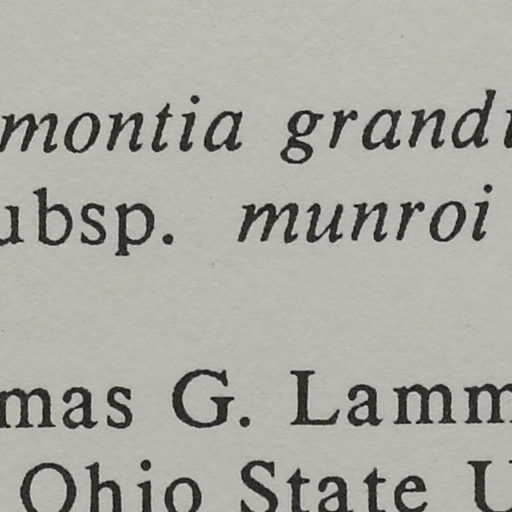 montia grandi
ubsp. munroi
mas G. Lamm
Ohio State U